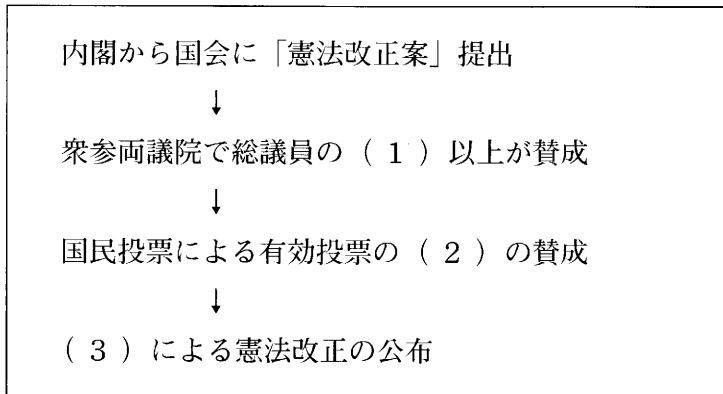 内閣から国会に「憲法改正案」提出
↓
衆参両議院で総議員の（１）以上が賛成
↓
国民投票による有効投票の（２）の賛成
↓
（３）による憲法改正の公布